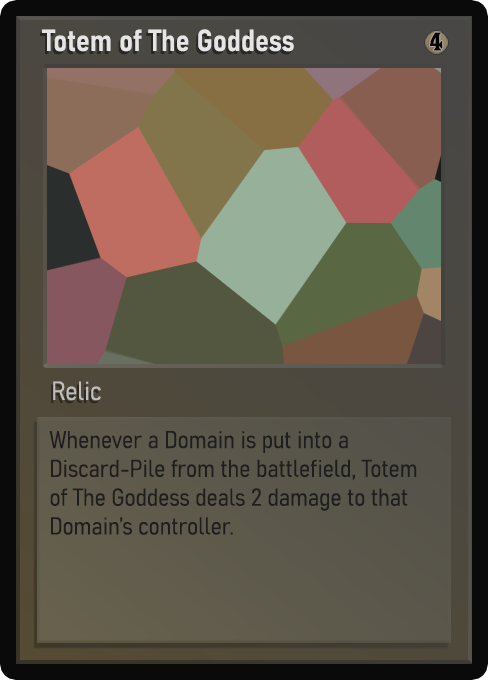 Totem of The Goddess
4
Relic
Whenever a Domain is put into a
Discard-Pile from the battlefield, Totem
of The Goddess deals 2 damage to that
Domain's controller.